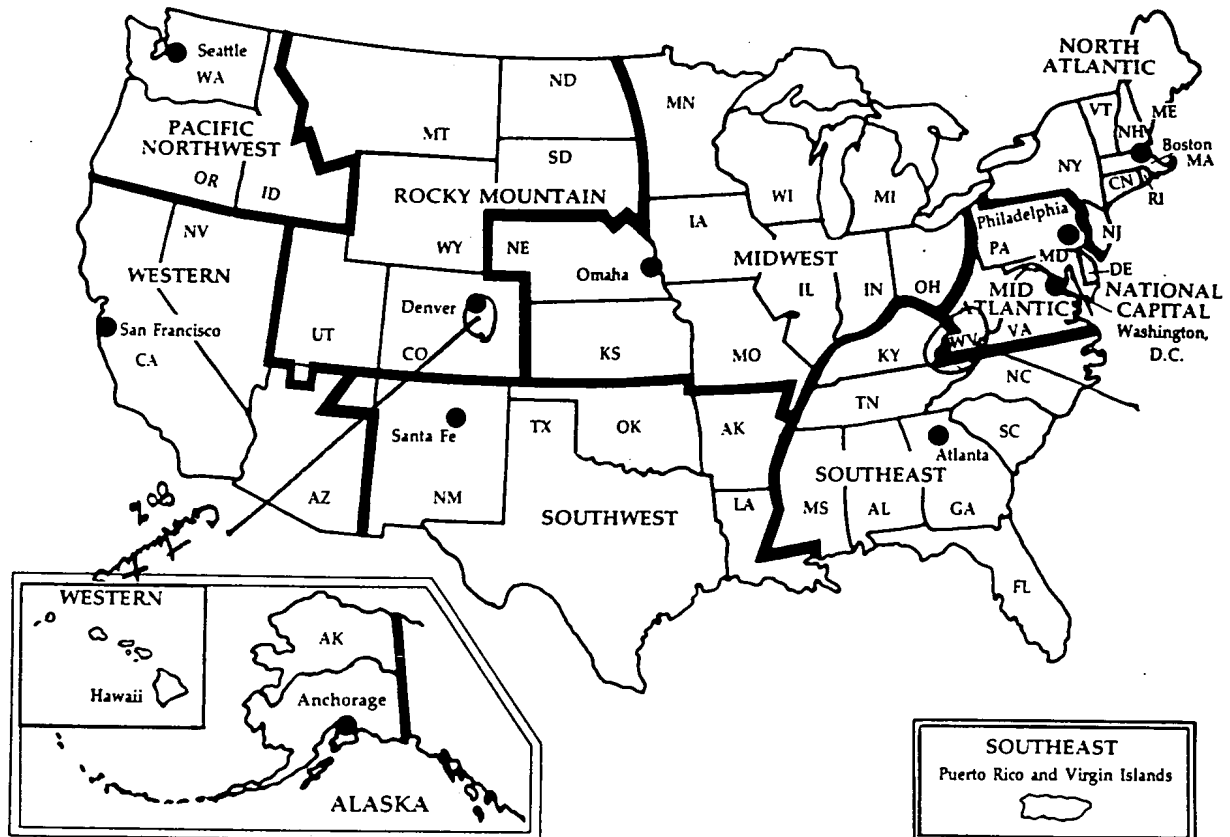 Seattle
WA
PACIFIC
NORTHWEST
OR
ID
MT
ND
SD
ROCKY MOUNTAIN
WY
NE
Omaha
MN
WI
MI
IA
MIDWEST
IL
IN
OH
NORTH
ATLANTIC
VT
ME
NH
Boston
MA
NY
CN
RI
Philadelphia
PA
NJ
MD
DE
MID
ATLANTIC
NATIONAL
CAPITAL
Washington,
D.C.
WV
VA
NV
WESTERN
San Francisco
CA
UT
Denver
CO
KS
MO
KY
NC
TN
SC
Santa Fe
TX
OK
AK
Atlanta
AZ
NM
SOUTHWEST
LA
SOUTHEAST
MS
AL
GA
FL
208
WESTERN
Hawaii
AK
Anchorage
ALASKA
SOUTHEAST
Puerto Rico and Virgin Islands